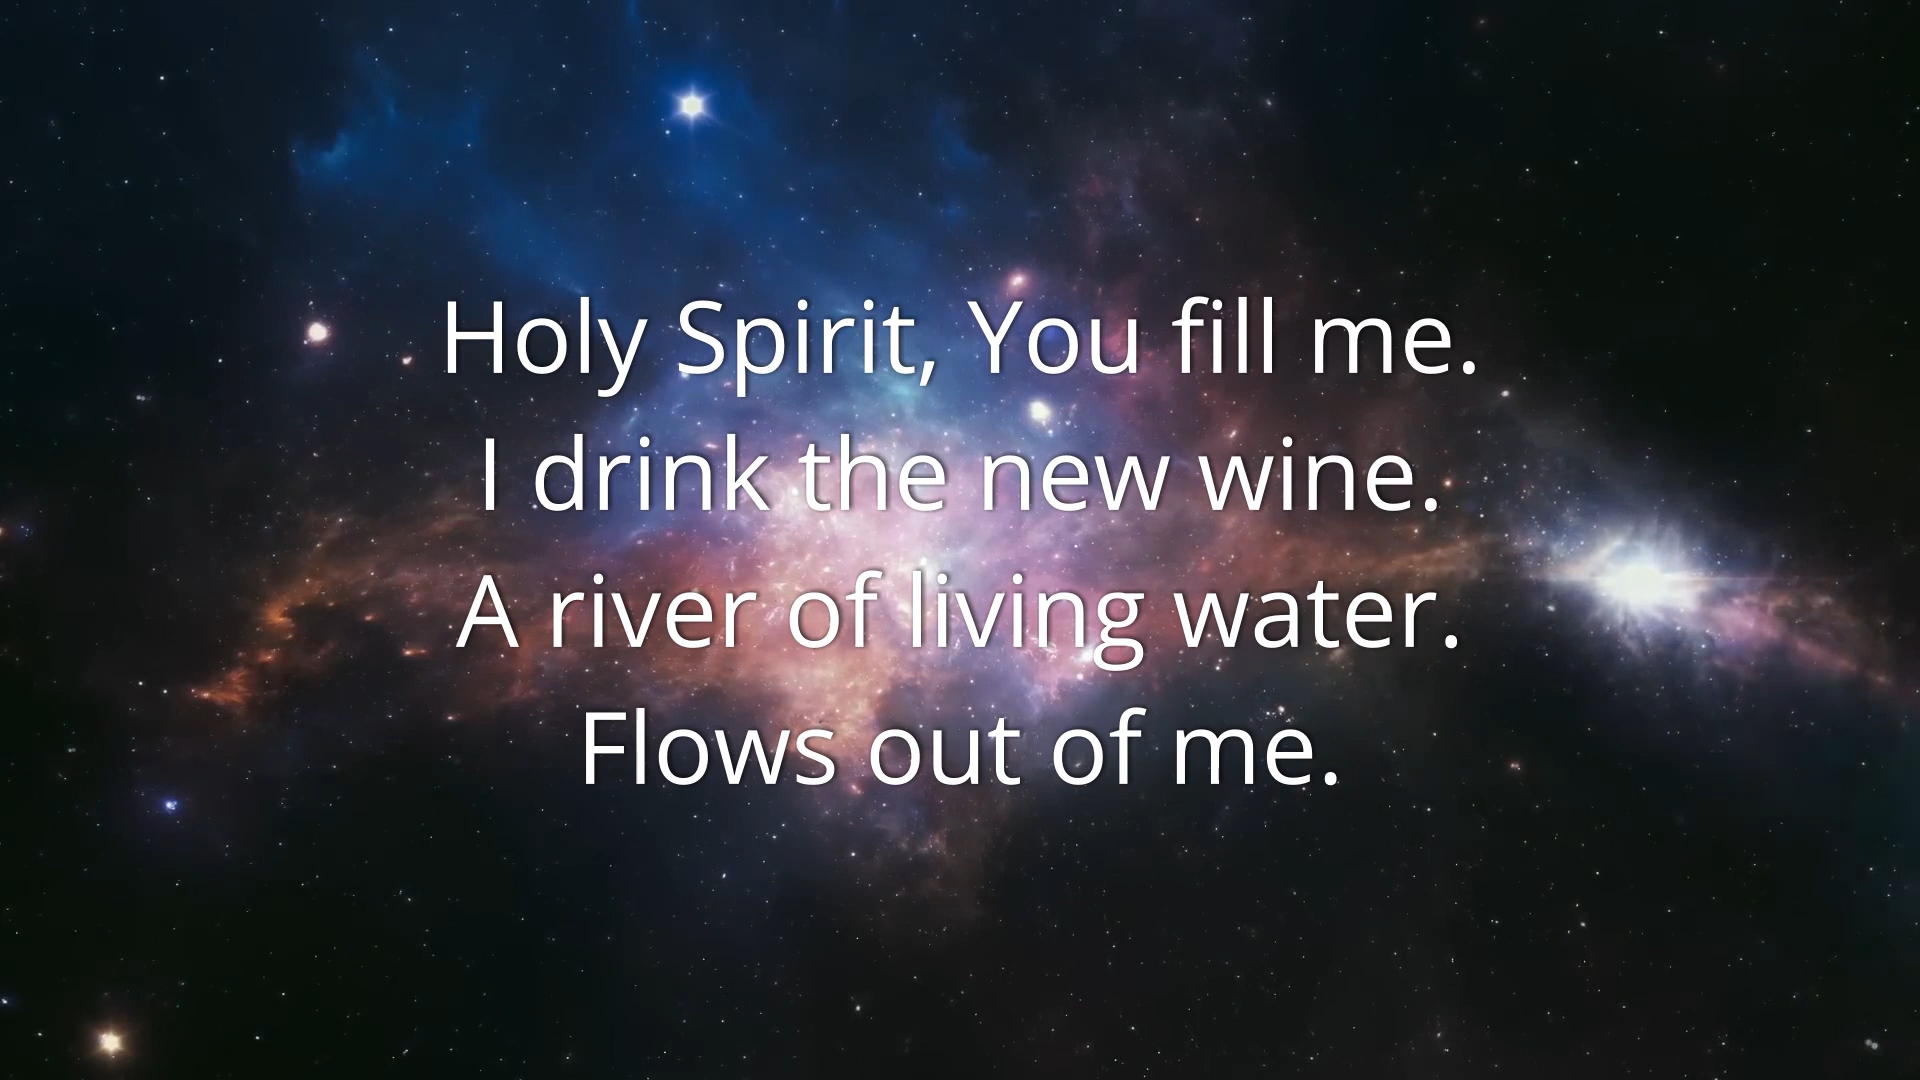 Holy Spirit, You fill me.
I drink the new wine.
A river of living water.
Flows out of me.